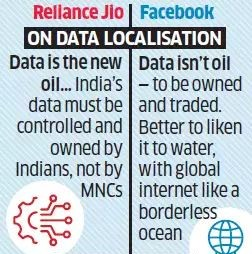 Reliance Jio
Facebook
ON DATA LOCALISATION
Data is the new
oil... India's
data must be
controlled and
owned by
Indians, not by
MNCs
Data isn't oil
– to be owned
and traded.
Better to liken
it to water,
with global
internet like a
borderless
ocean